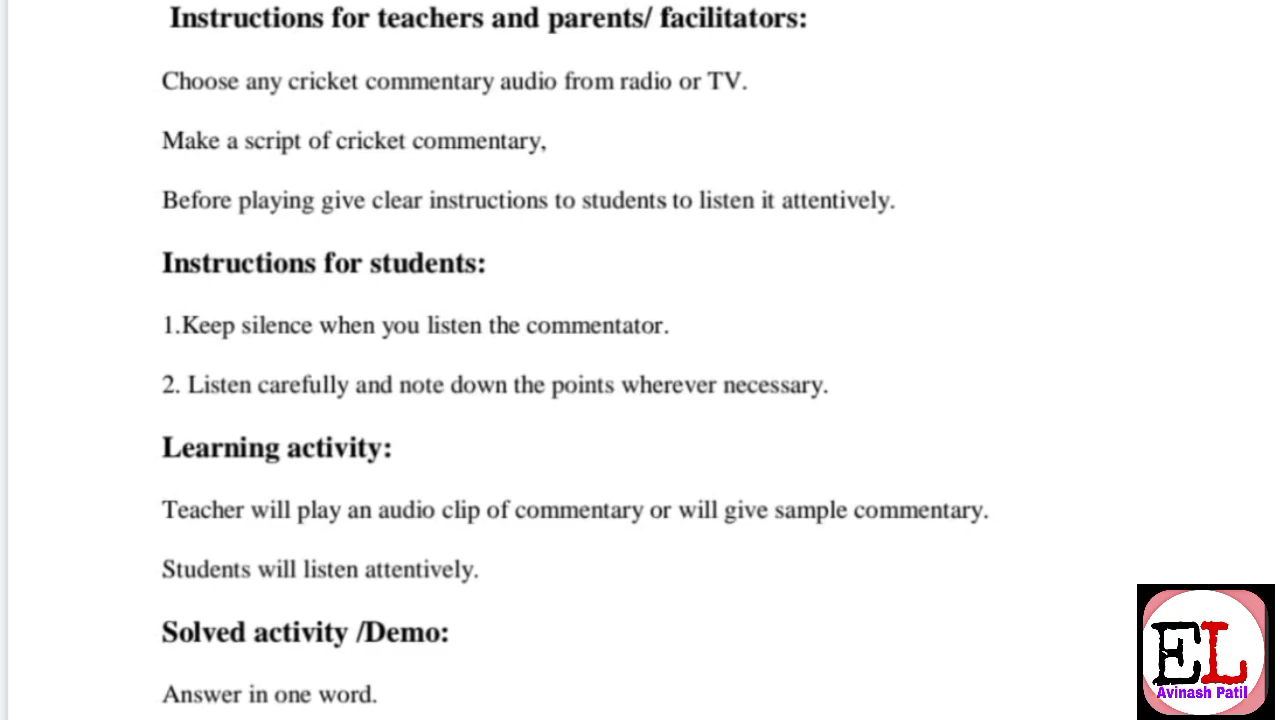 Instructions for teachers and parents/ facilitators:
Choose any cricket commentary audio from radio or TV.
Make a script of cricket commentary,
Before playing give clear instructions to students to listen it attentively.
Instructions for students:
1.Keep silence when you listen the commentator.
2. Listen carefully and note down the points wherever necessary.
Learning activity:
Teacher will play an audio clip of commentary or will give sample commentary.
Students will listen attentively.
Solved activity /Demo:
Answer in one word.
EL
Avinash Patil